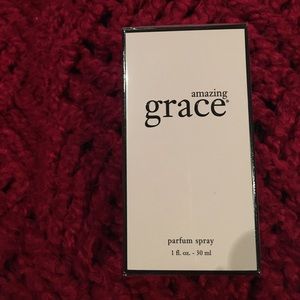 amazing
grace®
parfum spray
1 fl. oz. - 30 ml